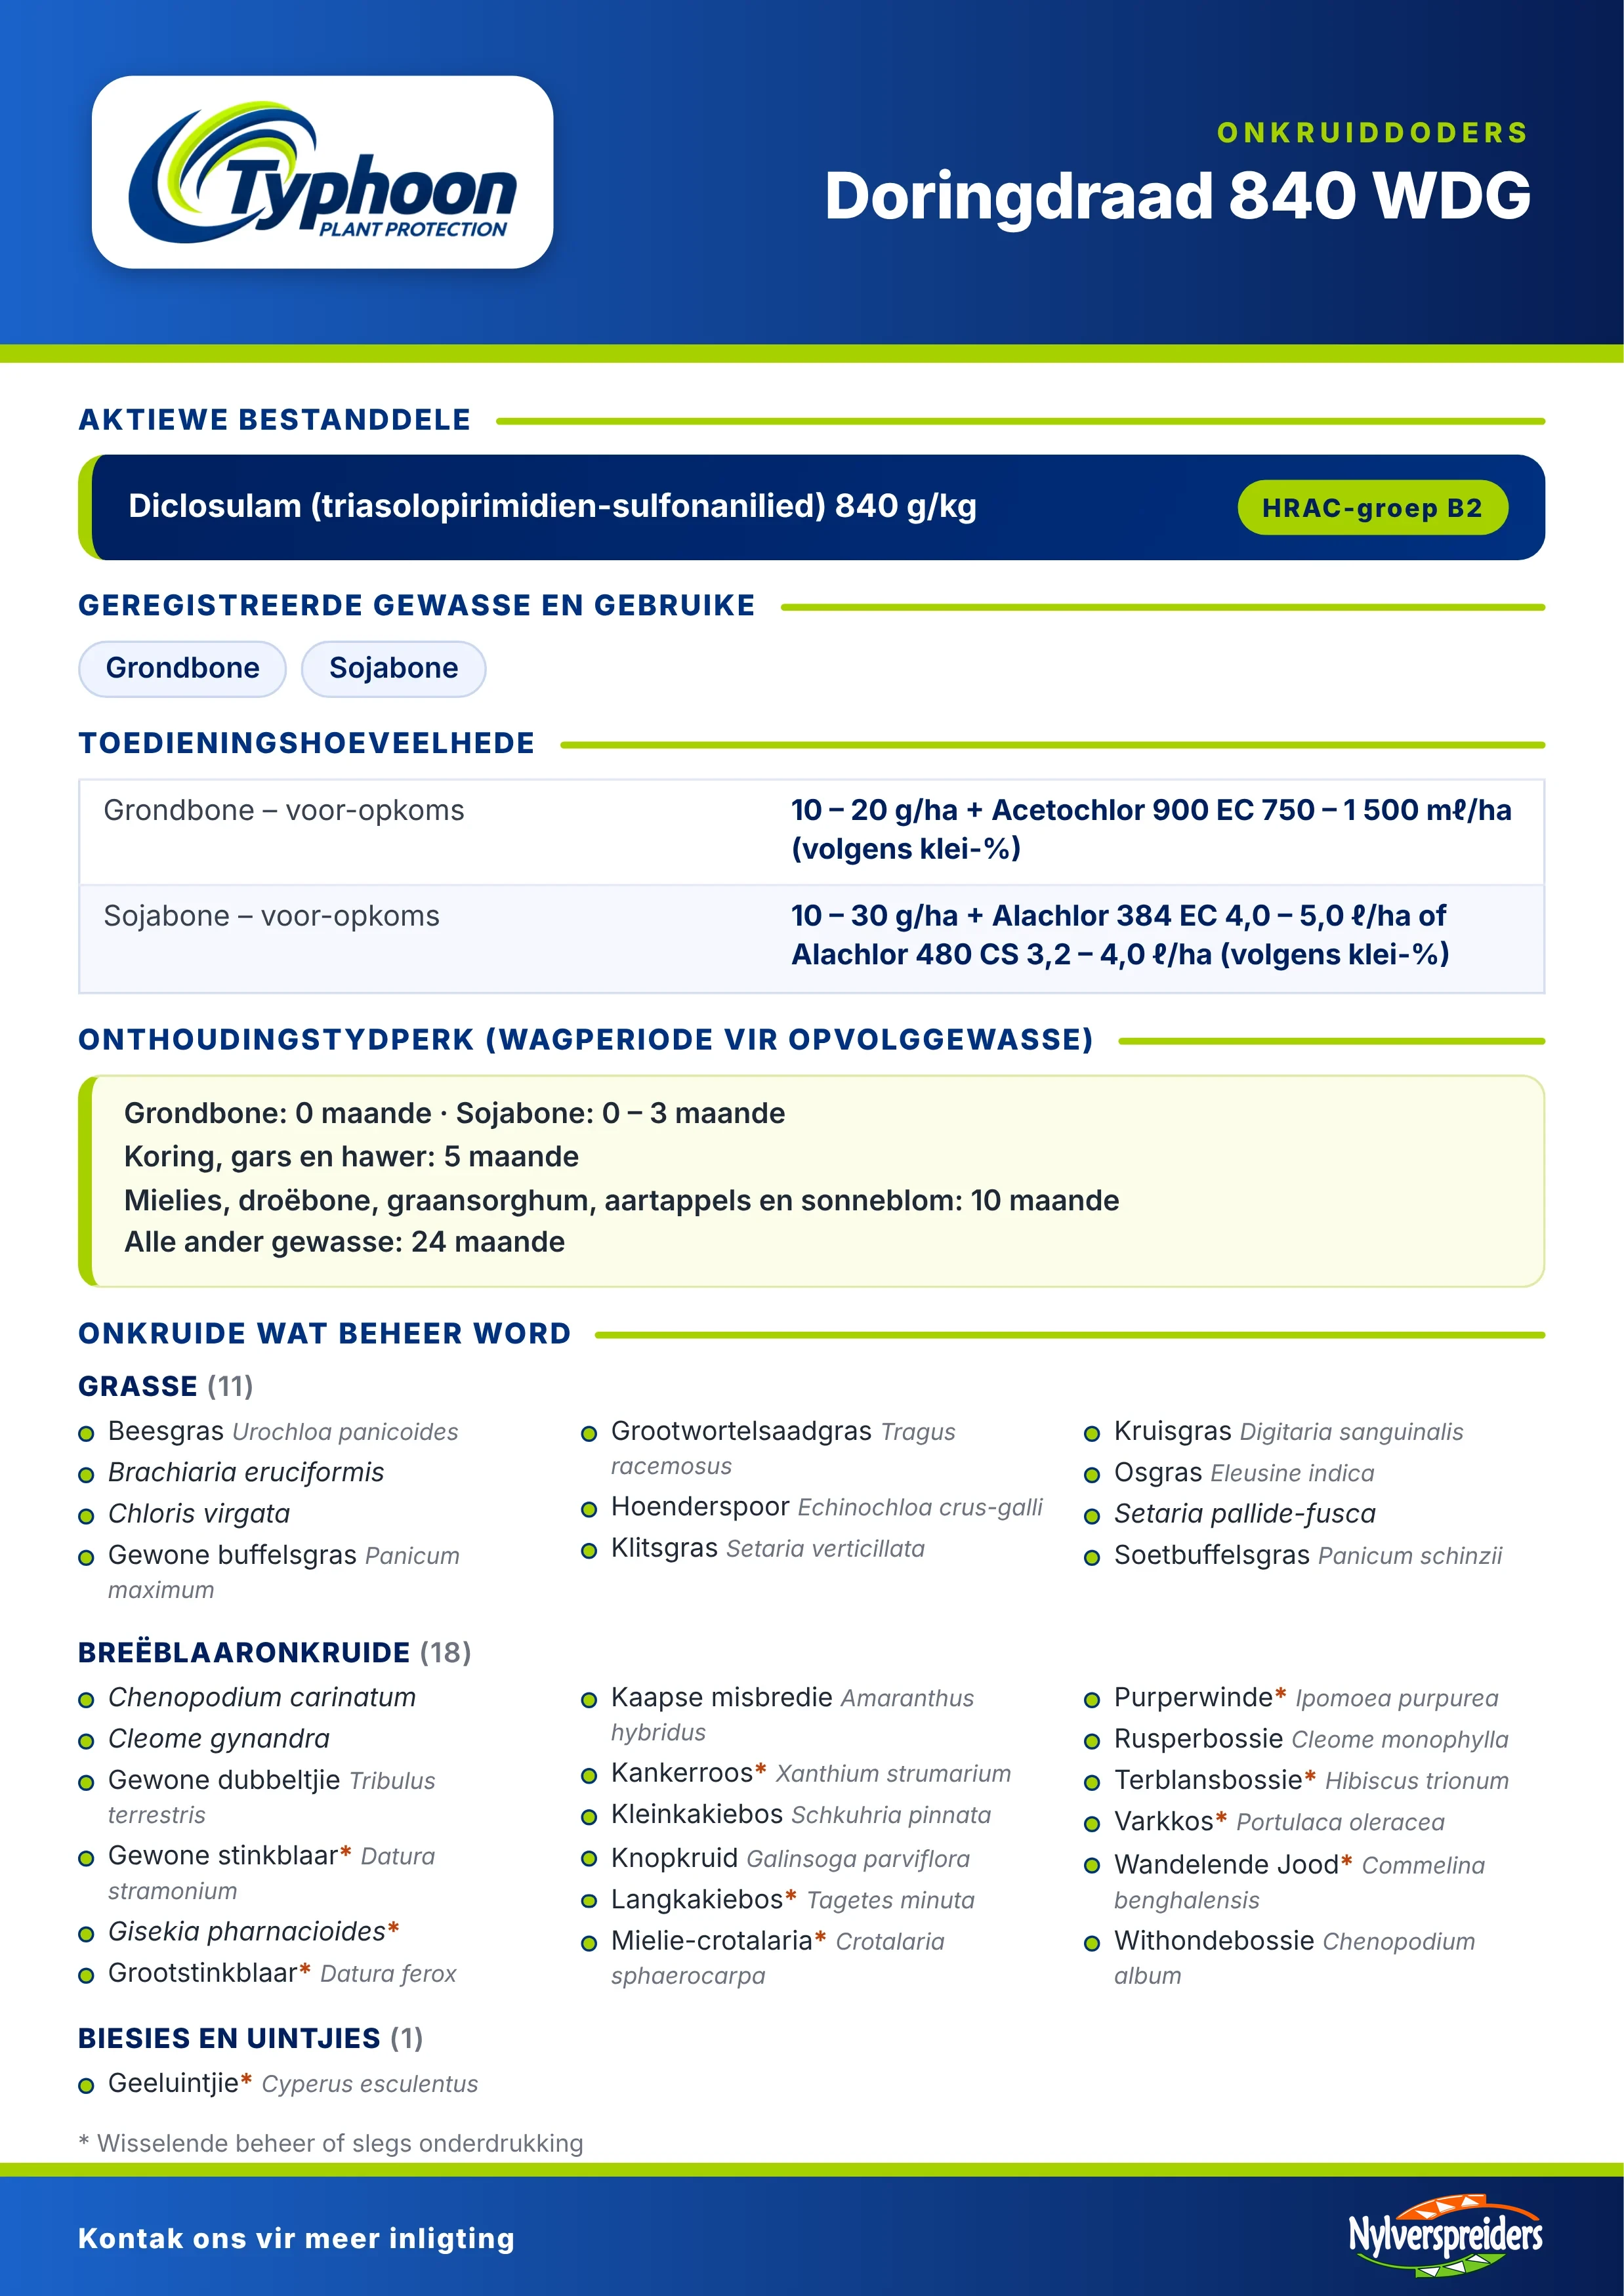 Typhoon
PLANT PROTECTION
ONKRUIDDODERS
Doringdraad 840 WDG
AKTIEWE BESTANDDELE
Diclosulam (triasolopirimidien-sulfonanilied) 840 g/kg
HRAC-groep B2
GEREGISTREERDE GEWASSE EN GEBRUIKE
Grondbone
Sojabone
TOEDIENINGSHOEVEELHEDE
Grondbone – voor-opkoms
10 – 20 g/ha + Acetochlor 900 EC 750 – 1 500 mℓ/ha
(volgens klei-%)
Sojabone – voor-opkoms
10 – 30 g/ha + Alachlor 384 EC 4,0 – 5,0 ℓ/ha of
Alachlor 480 CS 3,2 – 4,0 ℓ/ha (volgens klei-%)
ONTHOUDINGSTYDPERK (WAGPERIODE VIR OPVOLGGEWASSE)
Grondbone: 0 maande · Sojabone: 0 – 3 maande
Koring, gars en hawer: 5 maande
Mielies, droëbone, graansorghum, aartappels en sonneblom: 10 maande
Alle ander gewasse: 24 maande
ONKRUIDE WAT BEHEER WORD
GRASSE (11)
Beesgras Urochloa panicoides
Brachiaria eruciformis
Chloris virgata
Gewone buffelsgras Panicum
maximum
Grootwortelsaadgras Tragus
racemosus
Hoenderspoor Echinochloa crus-galli
Klitsgras Setaria verticillata
Kruisgras Digitaria sanguinalis
Osgras Eleusine indica
Setaria pallide-fusca
Soetbuffelsgras Panicum schinzii
BREËBLAARONKRUIDE (18)
Chenopodium carinatum
Cleome gynandra
Gewone dubbeltjie Tribulus
terrestris
Gewone stinkblaar* Datura
stramonium
Gisekia pharnacioides*
Grootstinkblaar* Datura ferox
Kaapse misbredie Amaranthus
hybridus
Kankerroos* Xanthium strumarium
Kleinkakiebos Schkuhria pinnata
Knopkruid Galinsoga parviflora
Langkakiebos* Tagetes minuta
Mielie-crotalaria* Crotalaria
sphaerocarpa
Purperwinde* Ipomoea purpurea
Rusperbossie Cleome monophylla
Terblansbossie* Hibiscus trionum
Varkkos* Portulaca oleracea
Wandelende Jood* Commelina
benghalensis
Withondebossie Chenopodium
album
BIESIES EN UINTJIES (1)
Geeluintjie* Cyperus esculentus
* Wisselende beheer of slegs onderdrukking
Kontak ons vir meer inligting
Nylverspreiders